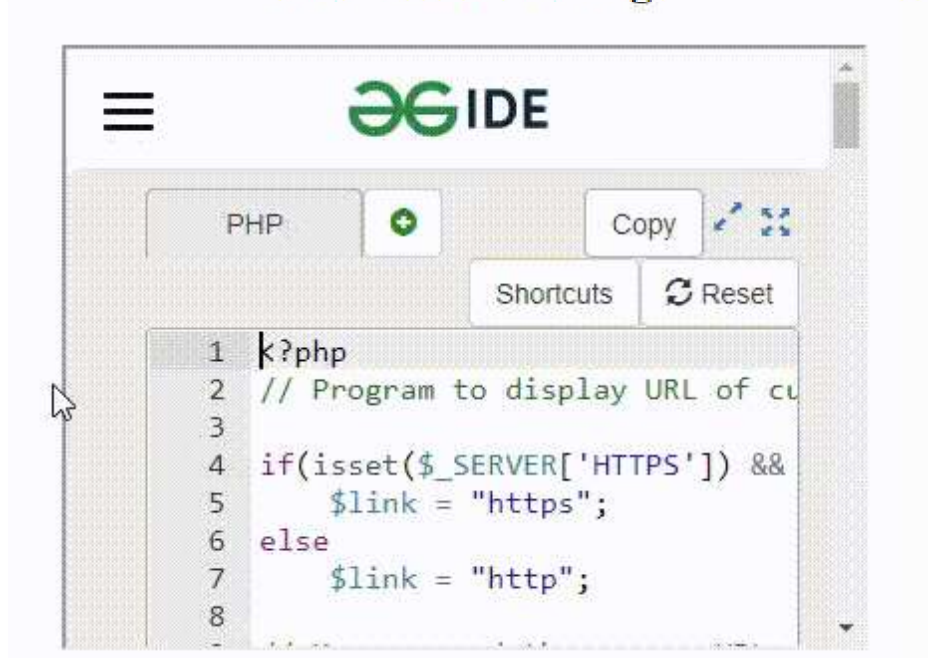 IDE
PHP
Copy
Shortcuts
Reset
1 <?php
2 // Program to display URL of cu
3
4 if(isset($_SERVER['HTTPS']) &&
5     $link = "https";
6 else
7     $link = "http";
8